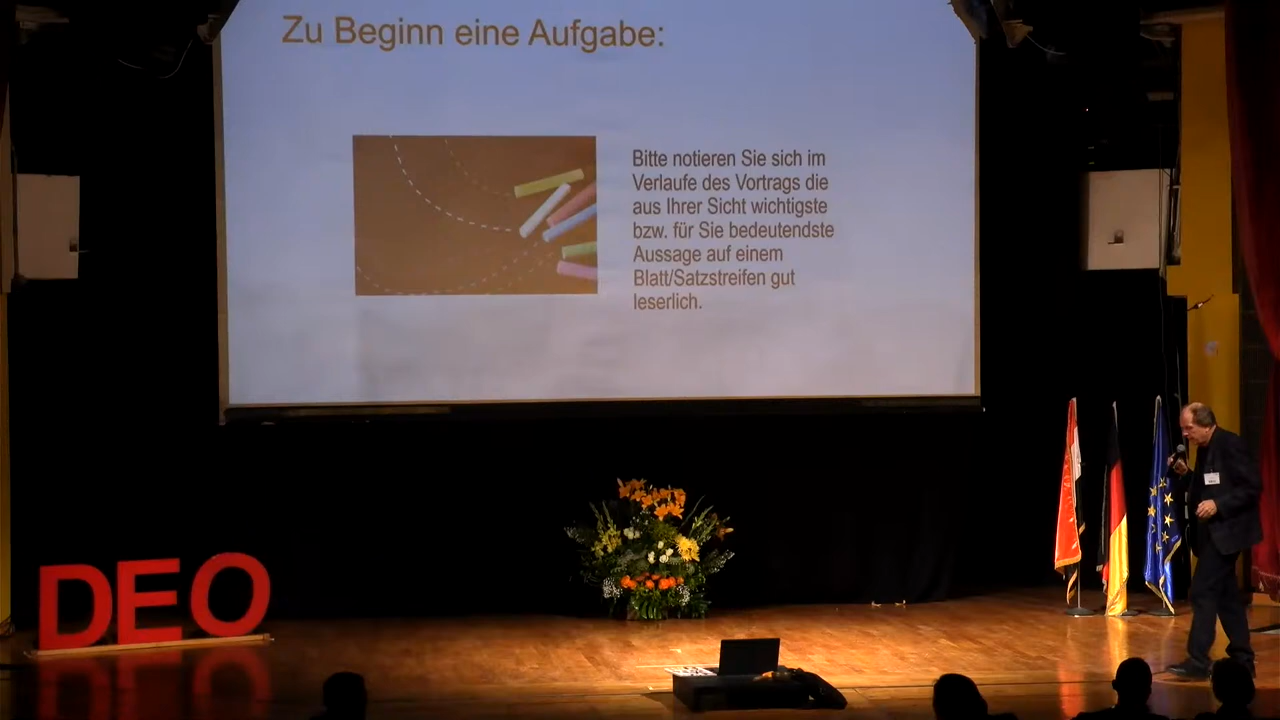 Zu Beginn eine Aufgabe:
Bitte notieren Sie sich im
Verlaufe des Vortrags die
aus Ihrer Sicht wichtigste
bzw. für Sie bedeutendste
Aussage auf einem
Blatt/Satzstreifen gut
leserlich.
DEO